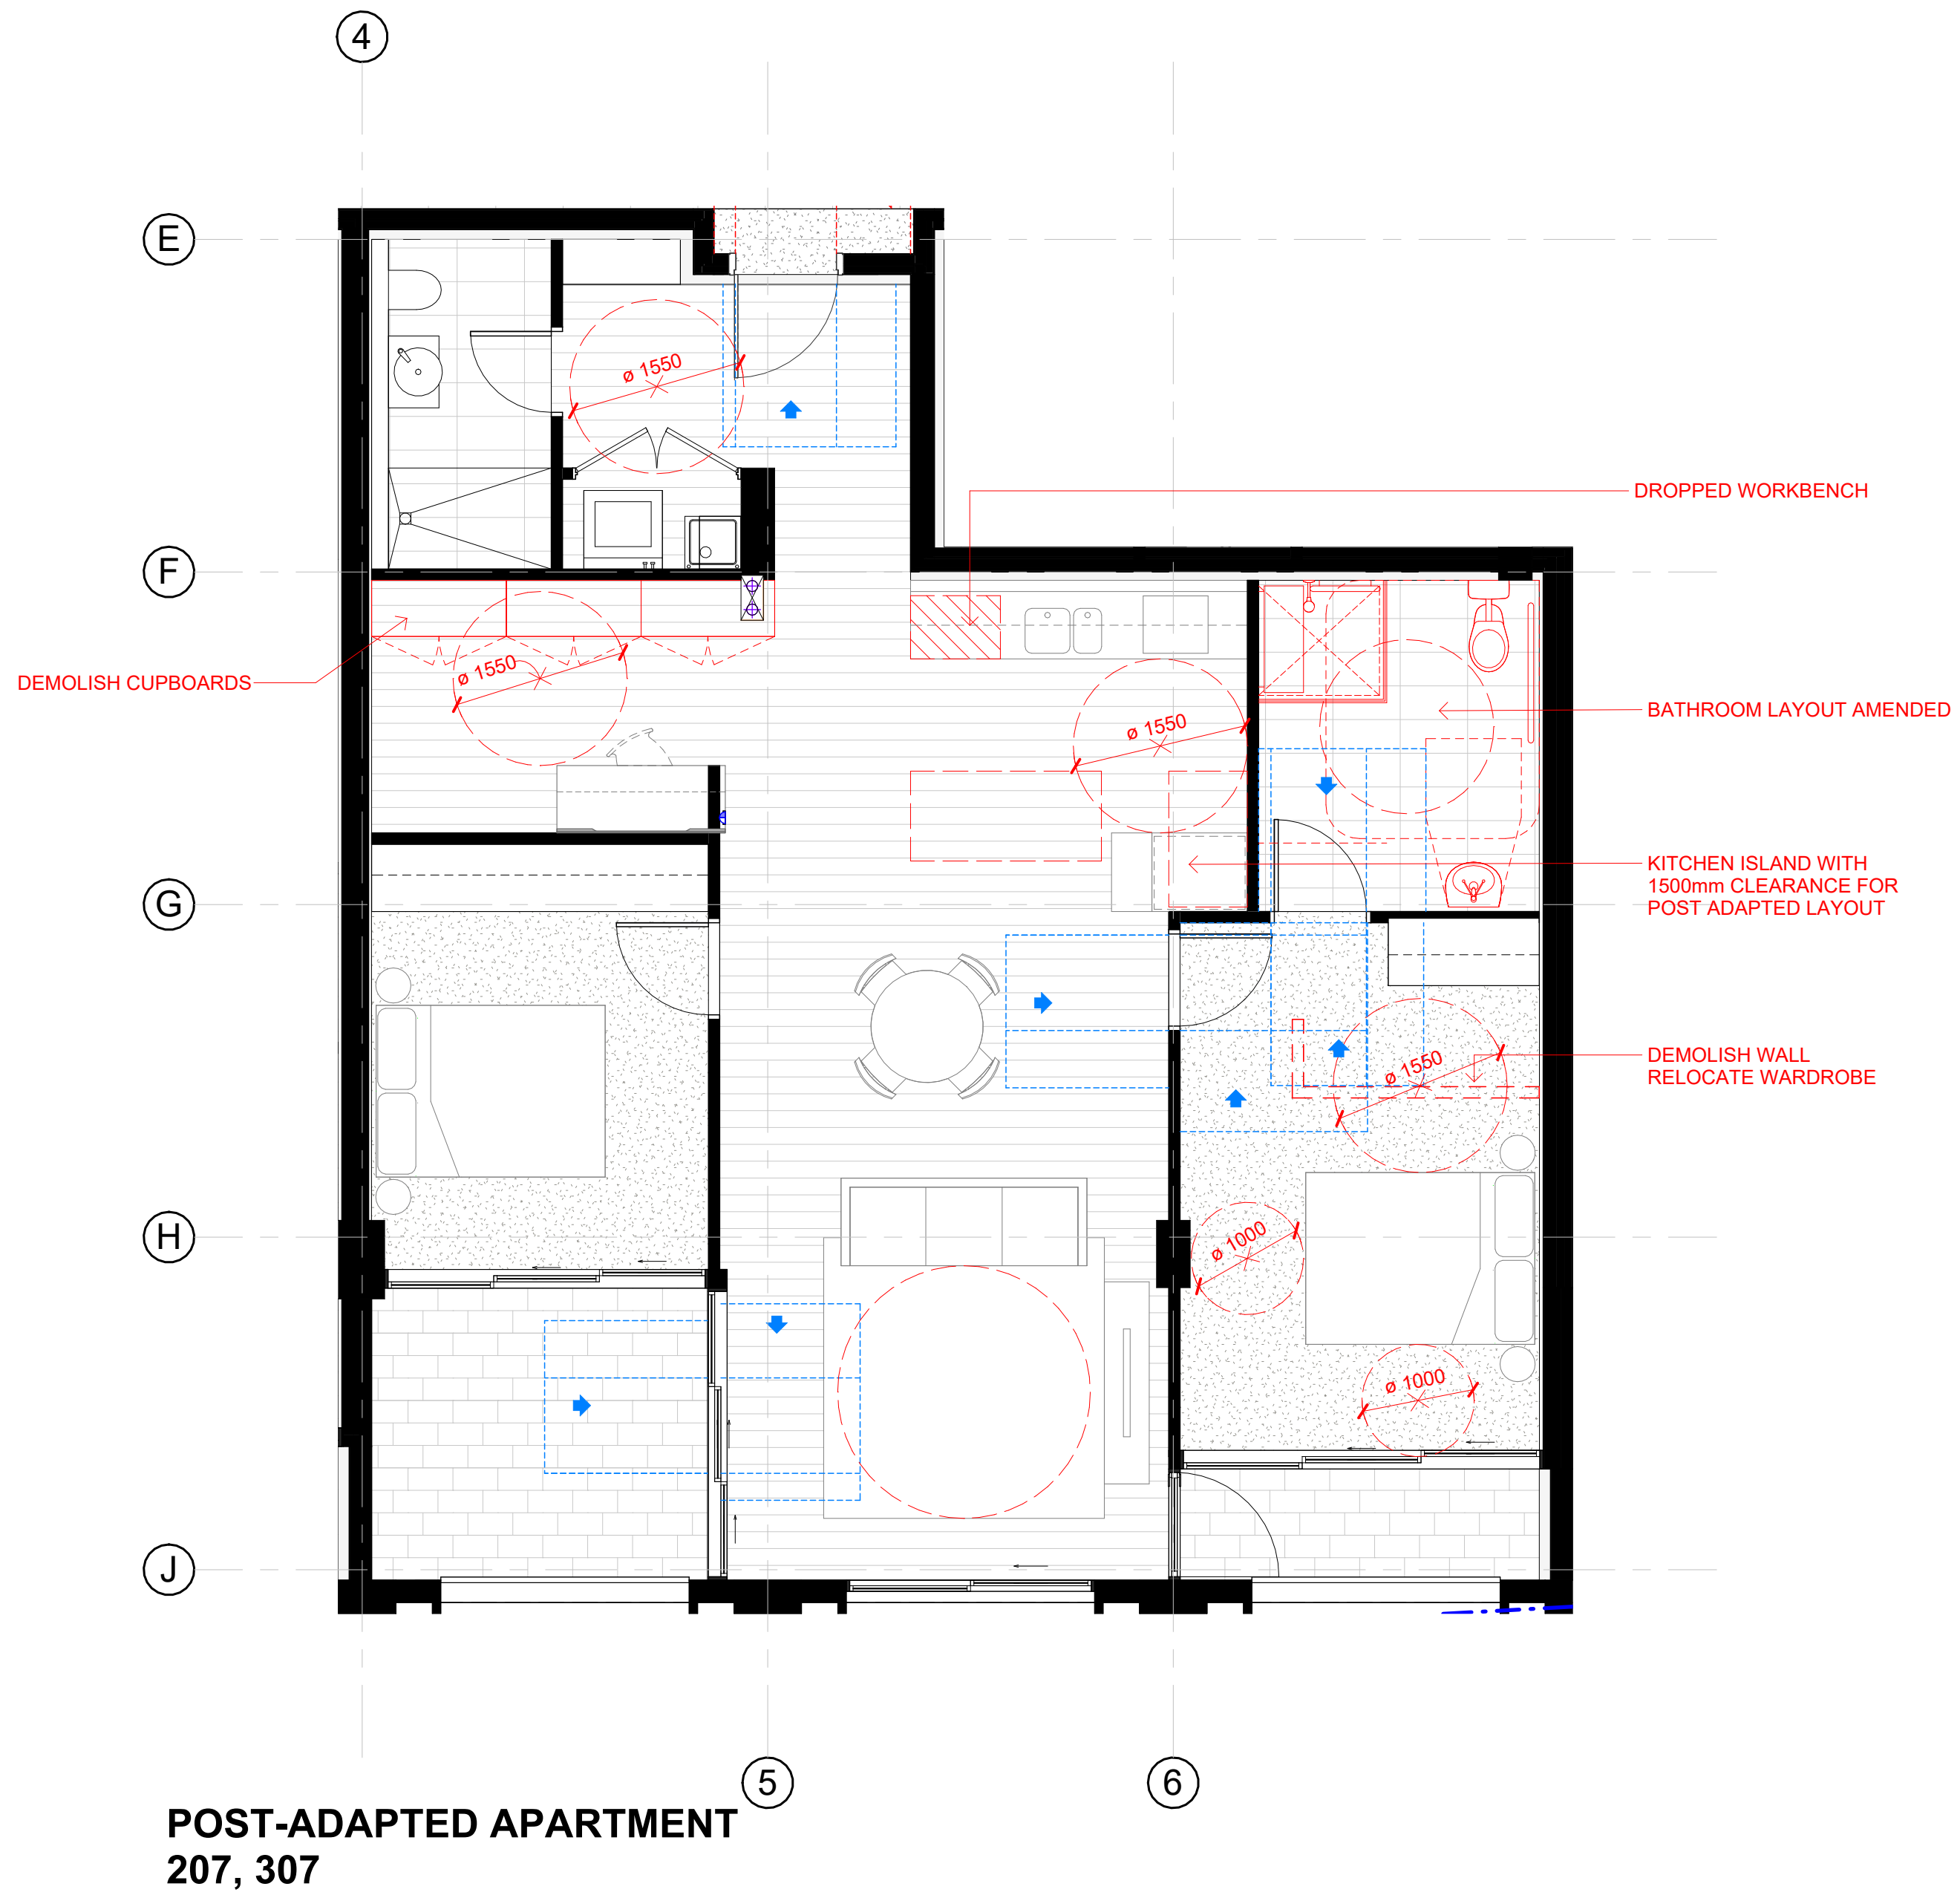 4
E
ø 1550
DROPPED WORKBENCH
F
ø 1550
DEMOLISH CUPBOARDS
ø 1550
BATHROOM LAYOUT AMENDED
KITCHEN ISLAND WITH
1500mm CLEARANCE FOR
POST ADAPTED LAYOUT
G
ø 1550
DEMOLISH WALL
RELOCATE WARDROBE
H
ø 1000
ø 1000
J
5
6
POST-ADAPTED APARTMENT
207, 307